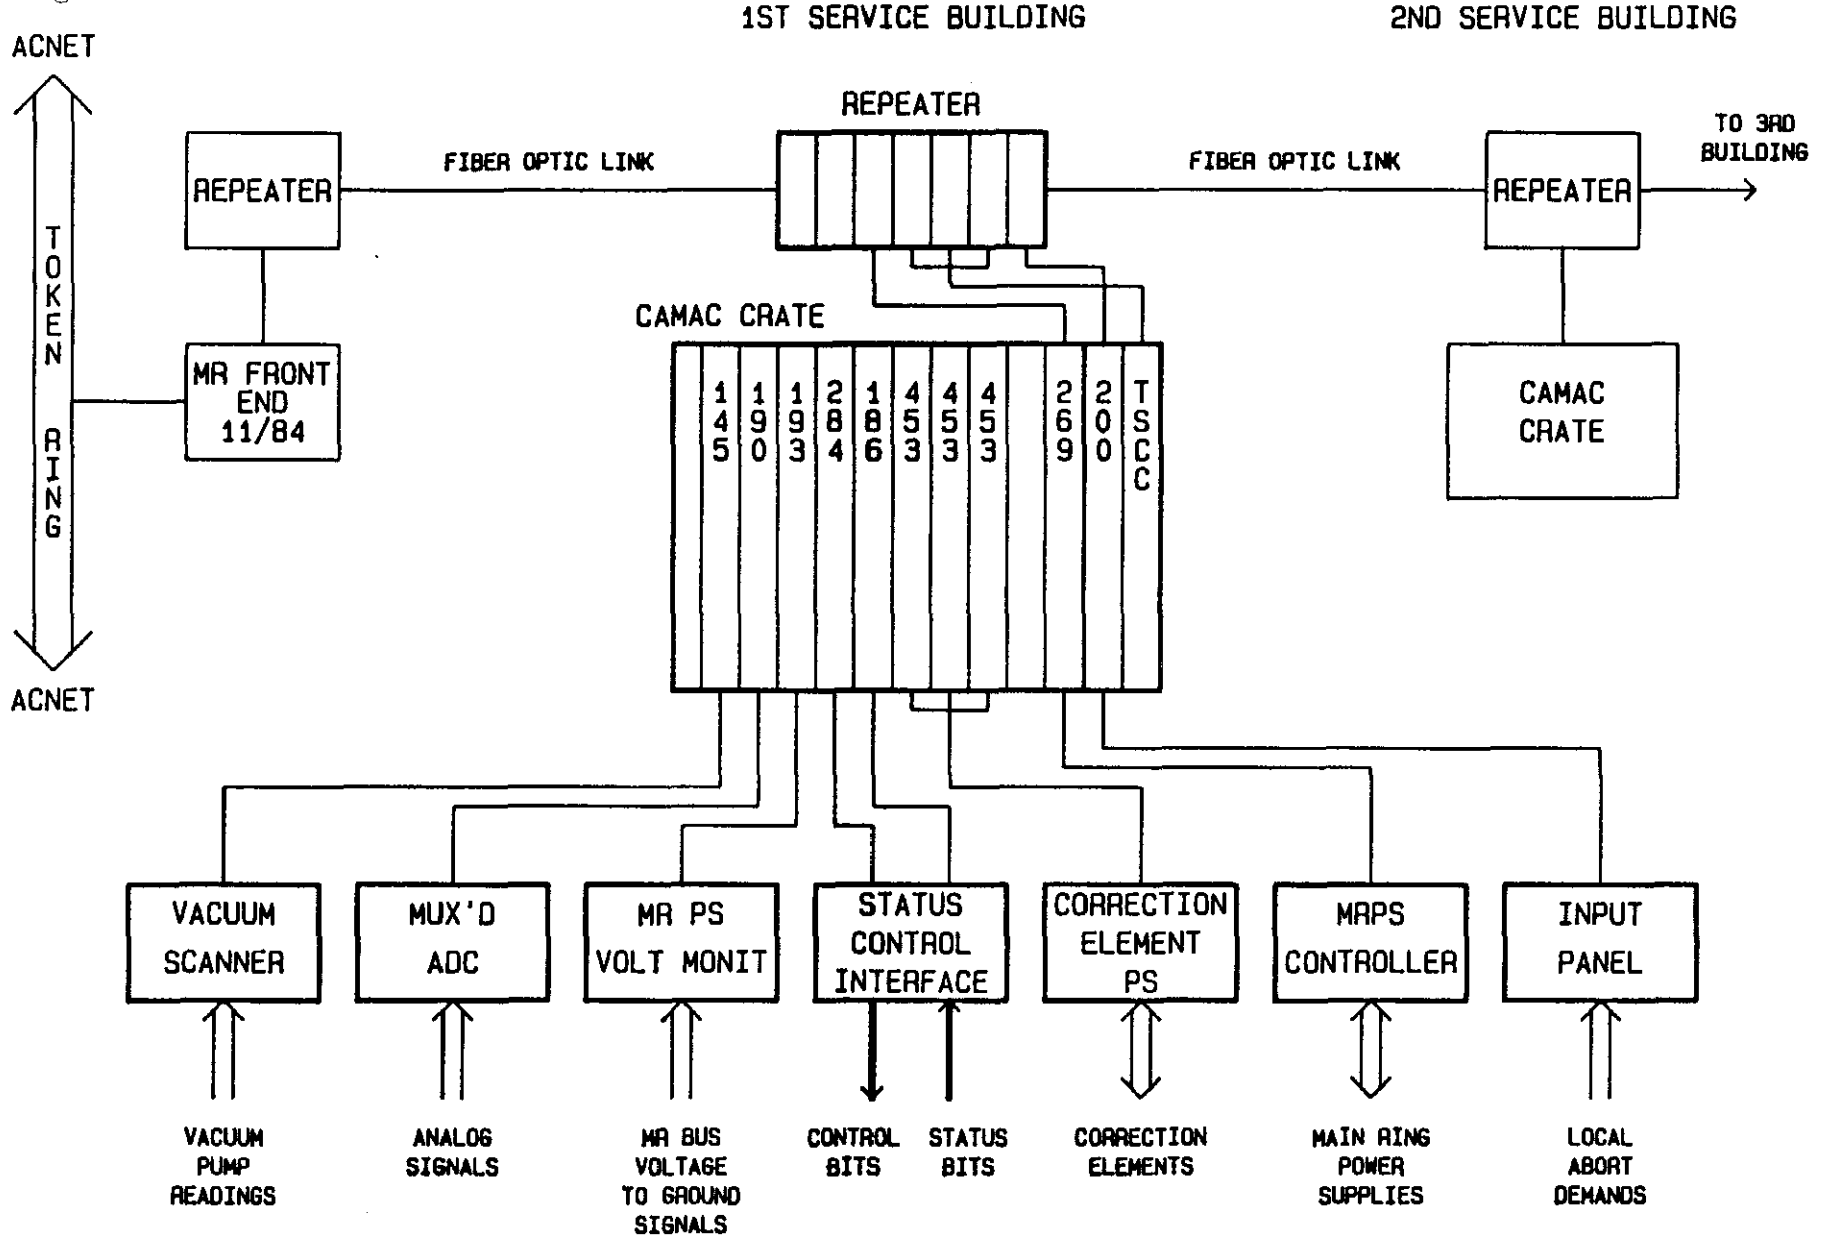 1ST SERVICE BUILDING
2ND SERVICE BUILDING
ACNET
REPEATER
TO 3RD
BUILDING
FIBER OPTIC LINK
FIBER OPTIC LINK
REPEATER
REPEATER
TOKEN RING
CAMAC CRATE
MR FRONT
END
11/84
145
190
193
284
186
453
453
453
269
200
TSCC
CAMAC
CRATE
ACNET
VACUUM
SCANNER
MUX'D
ADC
MR PS
VOLT MONIT
STATUS
CONTROL
INTERFACE
CORRECTION
ELEMENT
PS
MRPS
CONTROLLER
INPUT
PANEL
VACUUM
PUMP
READINGS
ANALOG
SIGNALS
MR BUS
VOLTAGE
TO GROUND
SIGNALS
CONTROL
BITS
STATUS
BITS
CORRECTION
ELEMENTS
MAIN RING
POWER
SUPPLIES
LOCAL
ABORT
DEMANDS